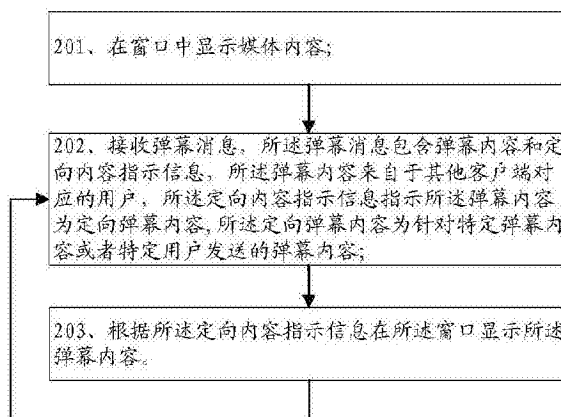 201、在窗口中显示媒体内容;
202、接收弹幕消息，所述弹幕消息包含弹幕内容和定
向内容指示信息，所述弹幕内容来自于其他客户端对
应的用户，所述定向内容指示信息指示所述弹幕内容
为定向弹幕内容,所述定向弹幕内容为针对特定弹幕内
容或者特定用户发送的弹幕内容;
203、根据所述定向内容指示信息在所述窗口显示所述
弹幕内容。